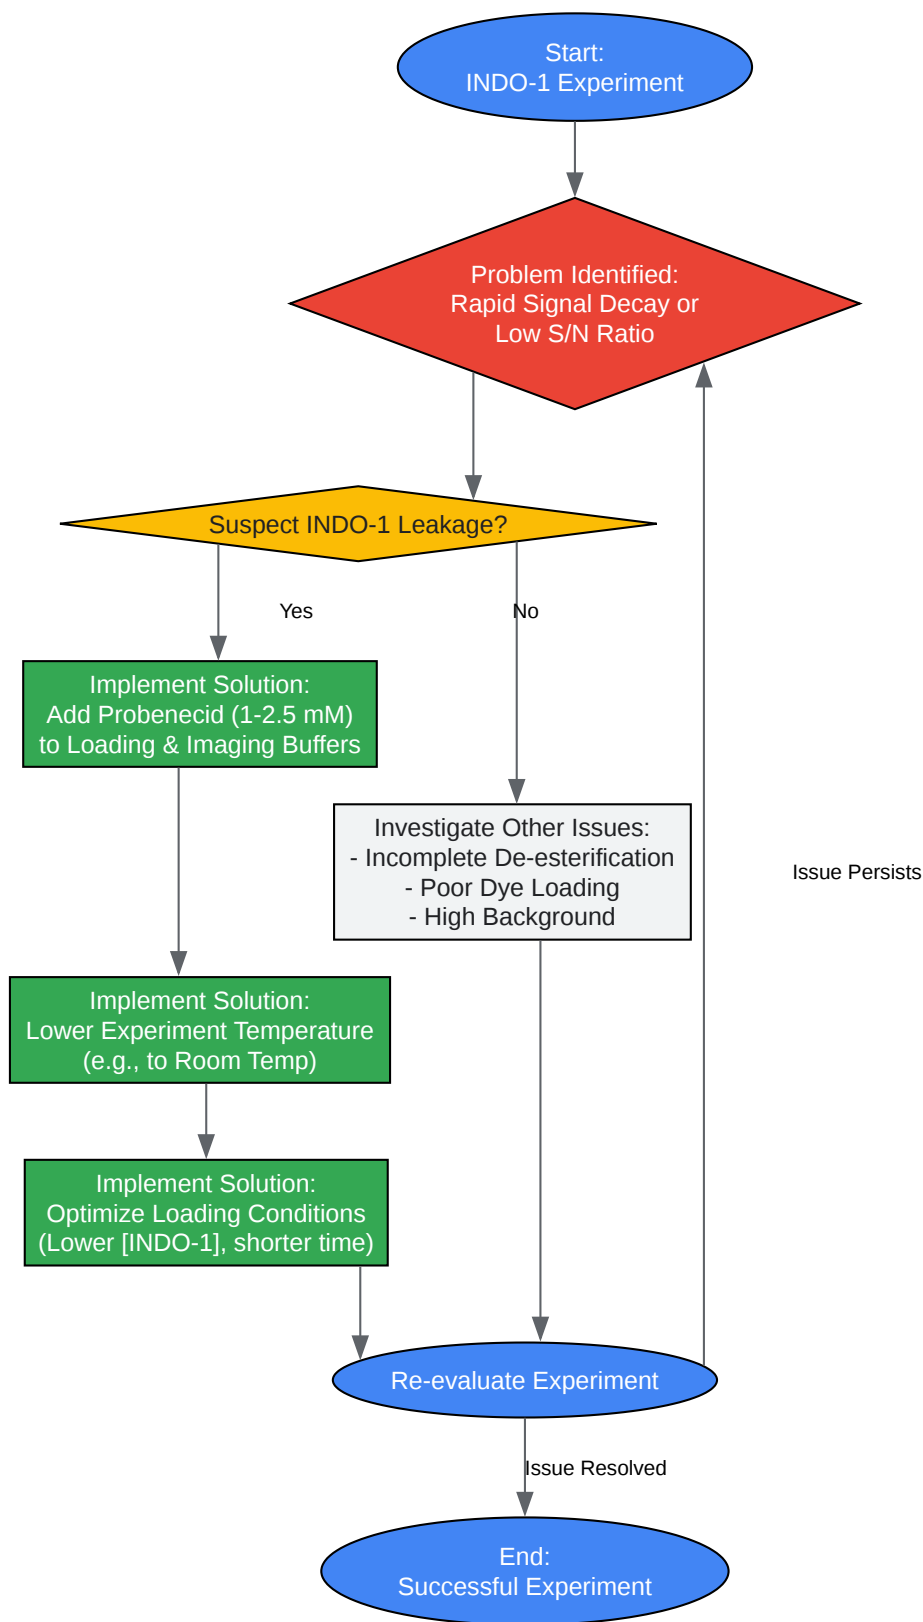 Start:
INDO-1 Experiment
Problem Identified:
Rapid Signal Decay or
Low S/N Ratio
Suspect INDO-1 Leakage?
Yes
No
Implement Solution:
Add Probenecid (1-2.5 mM)
to Loading & Imaging Buffers
Investigate Other Issues:
- Incomplete De-esterification
- Poor Dye Loading
- High Background
Issue Persists
Implement Solution:
Lower Experiment Temperature
(e.g., to Room Temp)
Implement Solution:
Optimize Loading Conditions
(Lower [INDO-1], shorter time)
Re-evaluate Experiment
Issue Resolved
End:
Successful Experiment